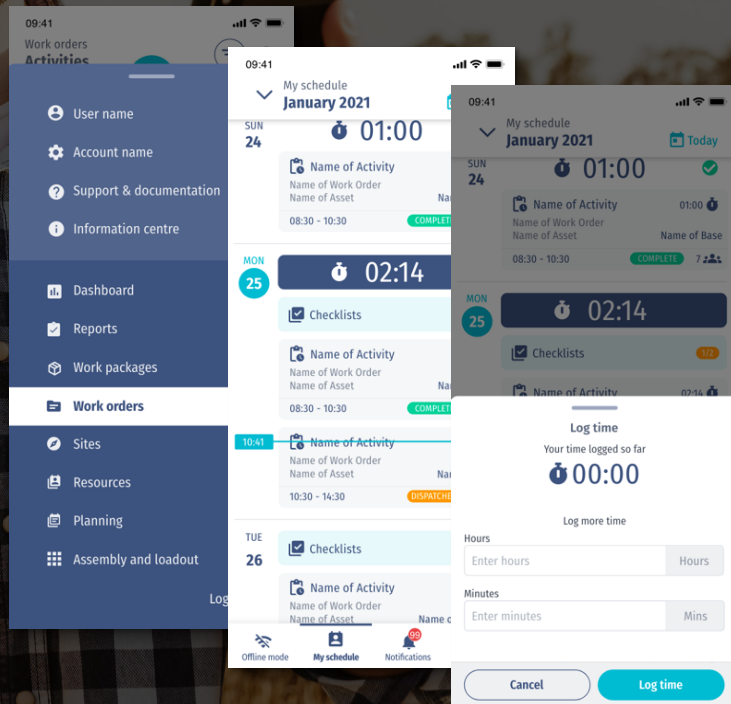 09:41
Work orders
Activities
User name
Account name
Support & documentation
Information centre
Dashboard
Reports
Work packages
Work orders
Sites
Resources
Planning
Assembly and loadout
Log
09:41
My schedule
January 2021
SUN
24
01:00
Name of Activity
Name of Work Order
Name of Asset
08:30 - 10:30
MON
25
02:14
Checklists
Name of Activity
Name of Work Order
Name of Asset
08:30 - 10:30
10:41
Name of Activity
Name of Work Order
Name of Asset
10:30 - 14:30
TUE
26
Checklists
Name of Activity
Name of Work Order
Name of Asset
Offline mode
My schedule
99
Notifications
09:41
My schedule
January 2021
Today
SUN
24
01:00
Name of Activity
01:00
Name of Work Order
Name of Asset
Name of Base
08:30 - 10:30
COMPLETE
7
MON
25
02:14
Checklists
1/2
Name of Activity
02:14
Log time
Your time logged so far
00:00
Log more time
Hours
Enter hours
Hours
Minutes
Enter minutes
Mins
Cancel
Log time